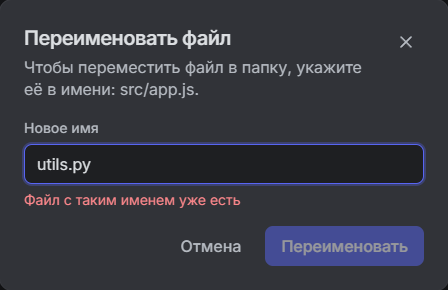 Переименовать файл
Чтобы переместить файл в папку, укажите
её в имени: src/app.js.
Новое имя
utils.py
Файл с таким именем уже есть
Отмена
Переименовать